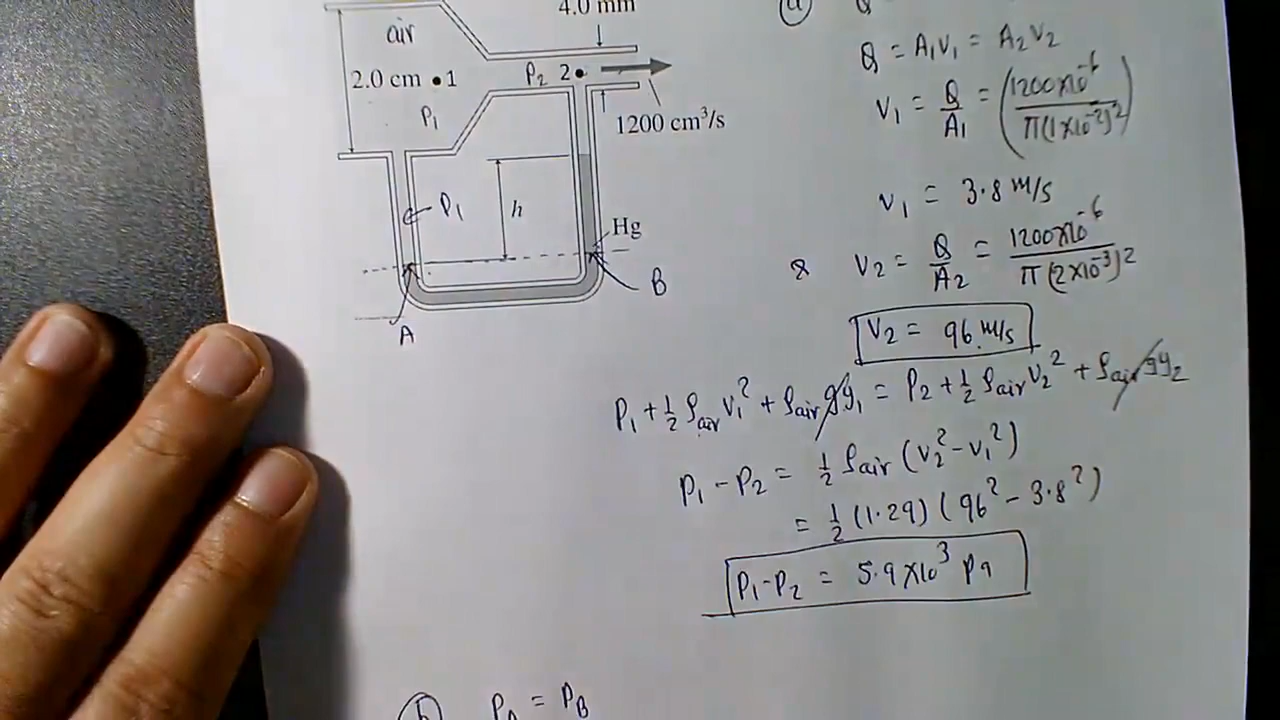 4.0 mm
air
2.0 cm •1
P₂ 2•
P₁
1200 cm³/s
P₁
h
Hg
B
A
(a) Q
Q = A₁V₁ = A₂V₂
V₁ = Q/A₁ = (1200×10⁻⁶/π(1×10⁻²)²)
V₁ = 3.8 m/s
& V₂ = Q/A₂ = 1200×10⁻⁶/π(2×10⁻³)²
V₂ = 96 m/s
P₁ + ½ ρair V₁² + ρair g y₁ = P₂ + ½ ρair V₂² + ρair g y₂
P₁ - P₂ = ½ ρair (V₂² - V₁²)
= ½ (1.29) (96² - 3.8²)
P₁-P₂ = 5.9×10³ Pa
(b) PA = PB